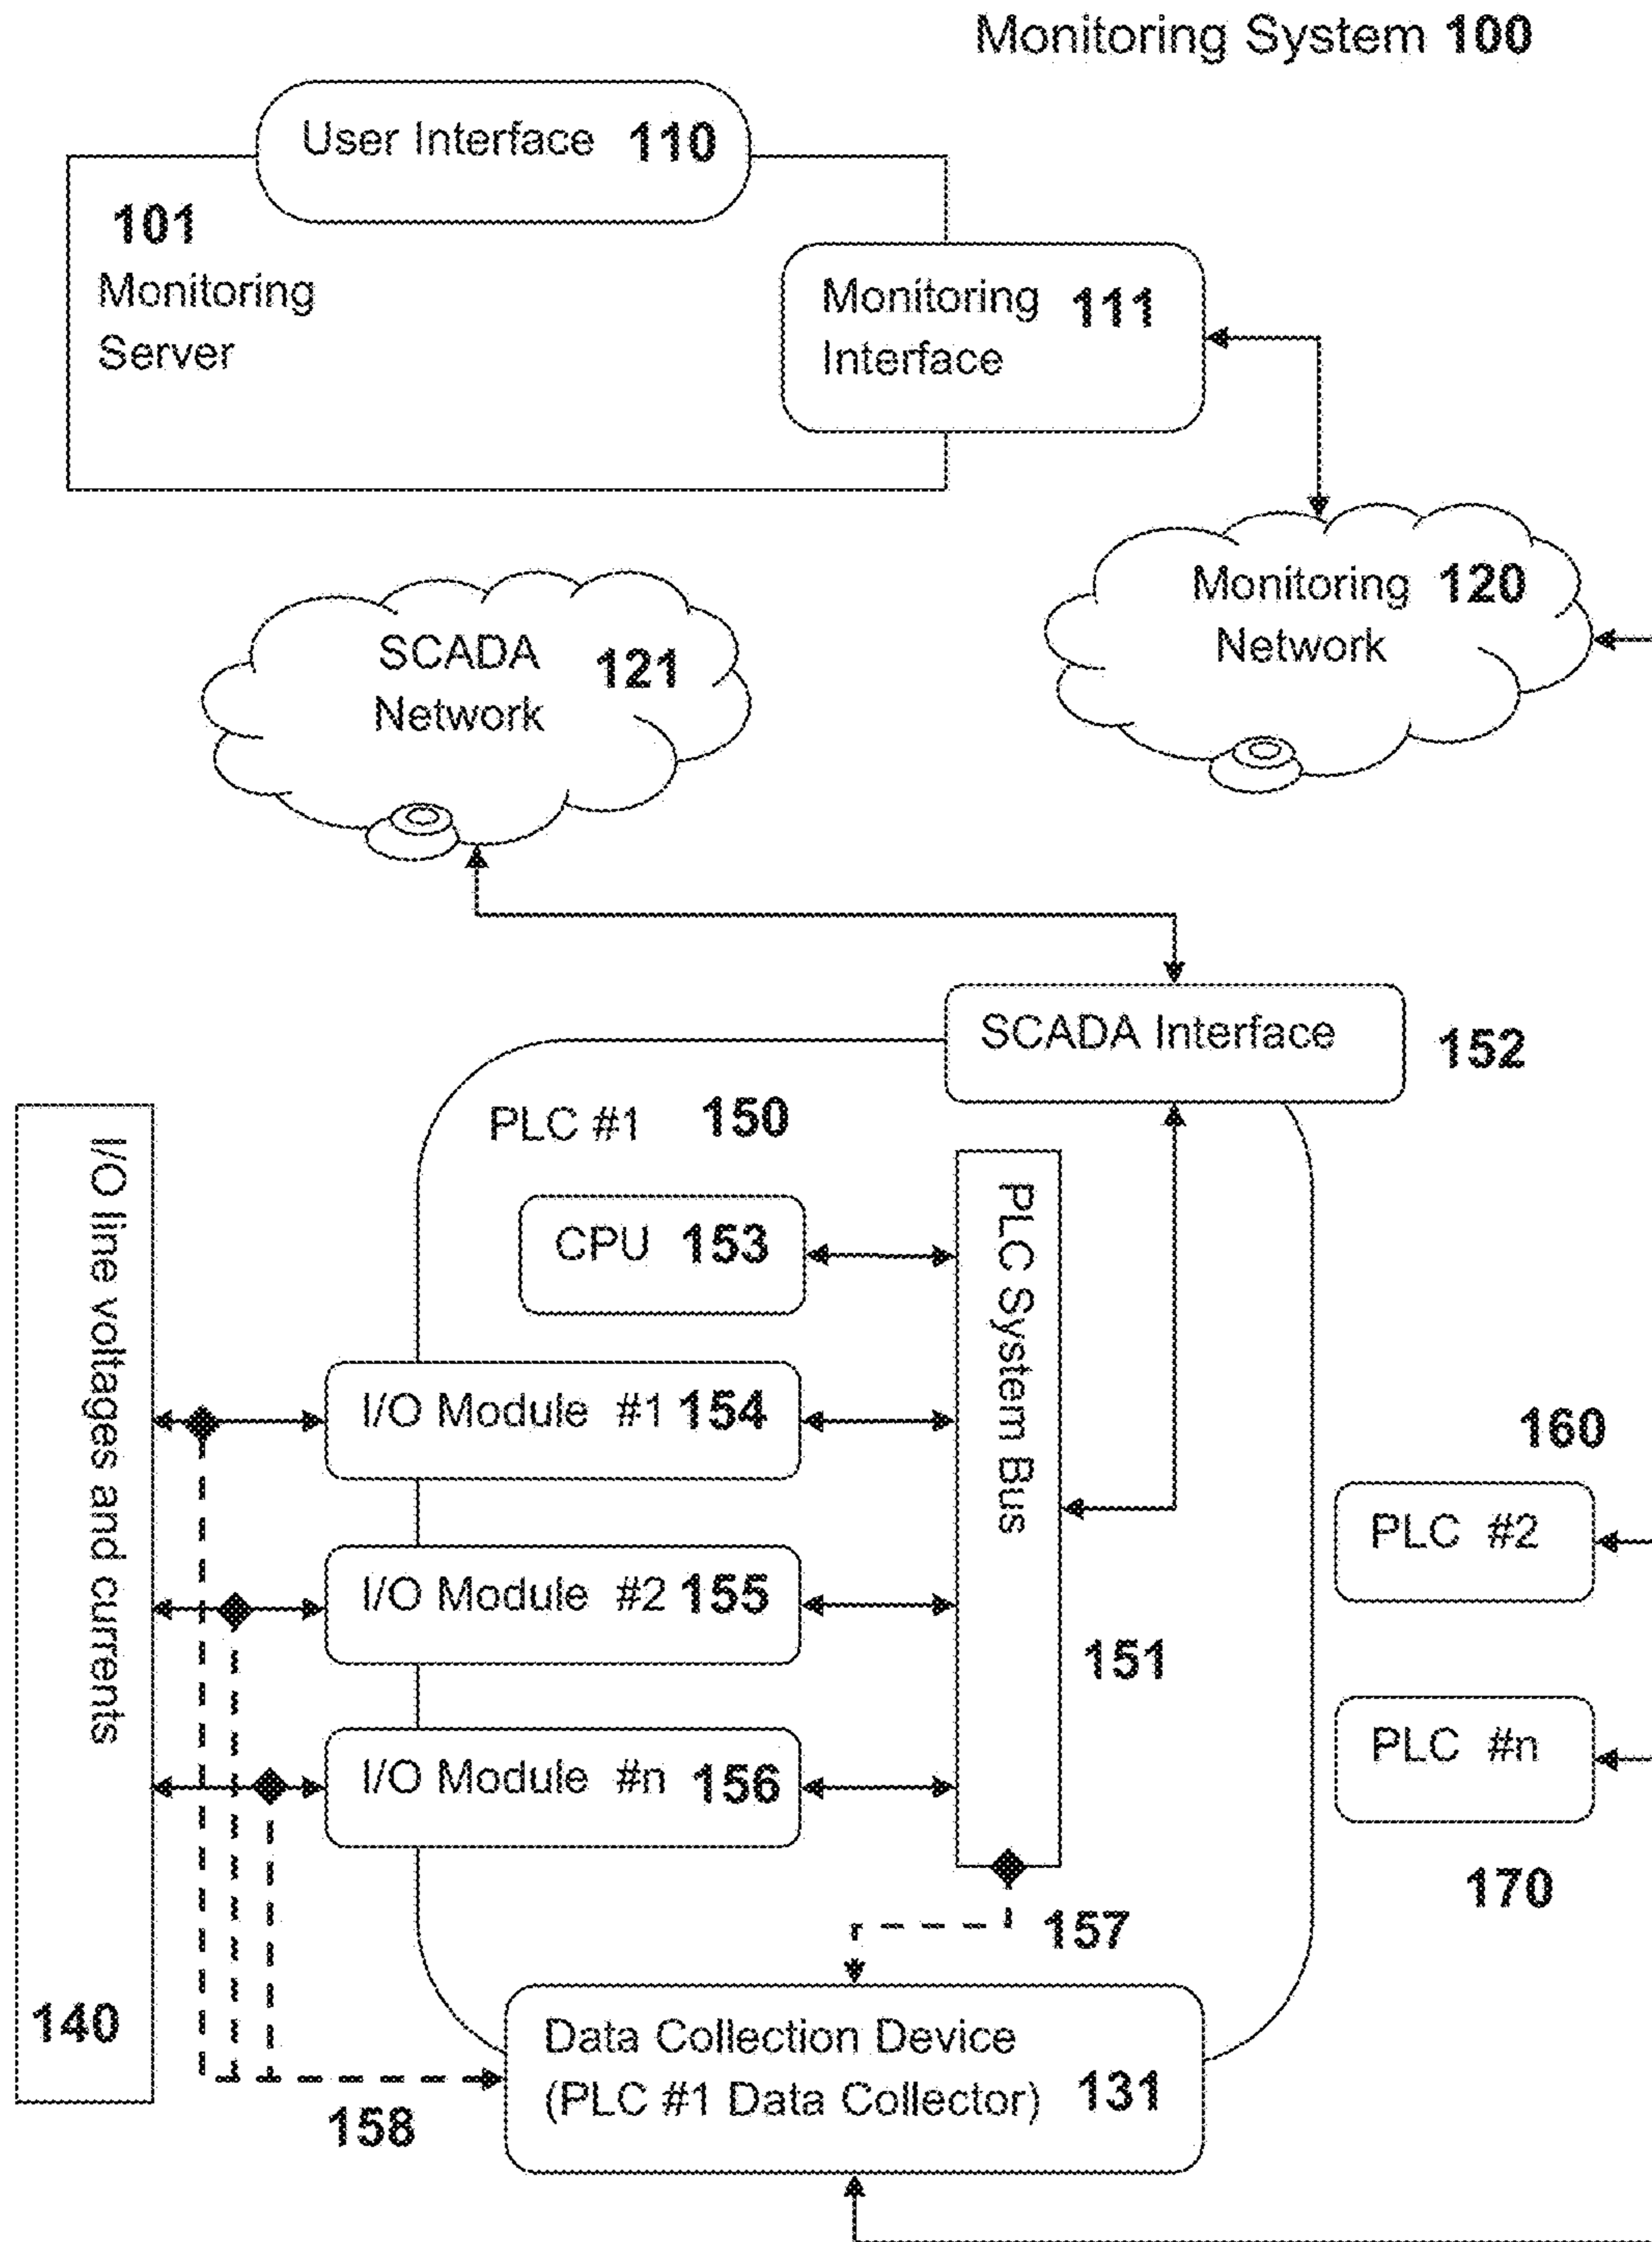 Monitoring System 100
User Interface 110
101
Monitoring
Server
Monitoring 111
Interface
Monitoring 120
Network
SCADA 121
Network
SCADA Interface
152
PLC #1 150
I/O line voltages and currents
140
CPU 153
PLC System Bus
I/O Module #1 154
I/O Module #2 155
I/O Module #n 156
151
160
PLC #2
PLC #n
170
157
Data Collection Device
(PLC #1 Data Collector) 131
158